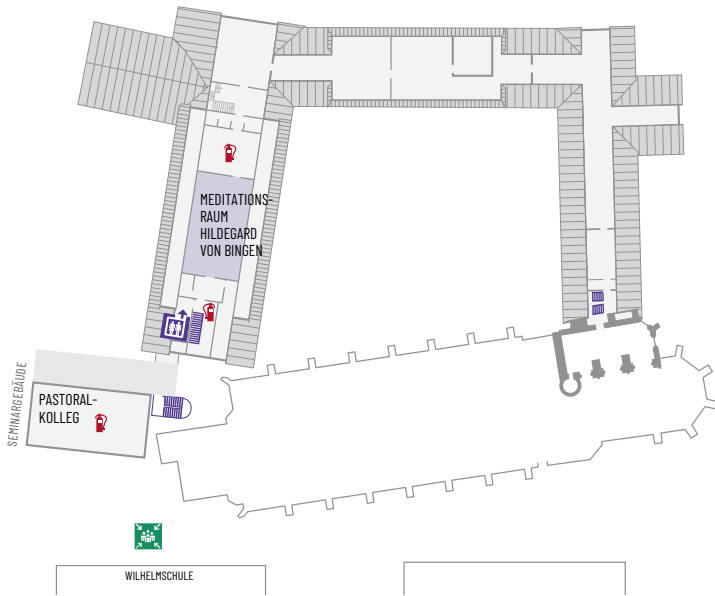 MEDITATIONS-
RAUM
HILDEGARD
VON BINGEN
SEMINARGEBÄUDE
PASTORAL-
KOLLEG
WILHELMSCHULE